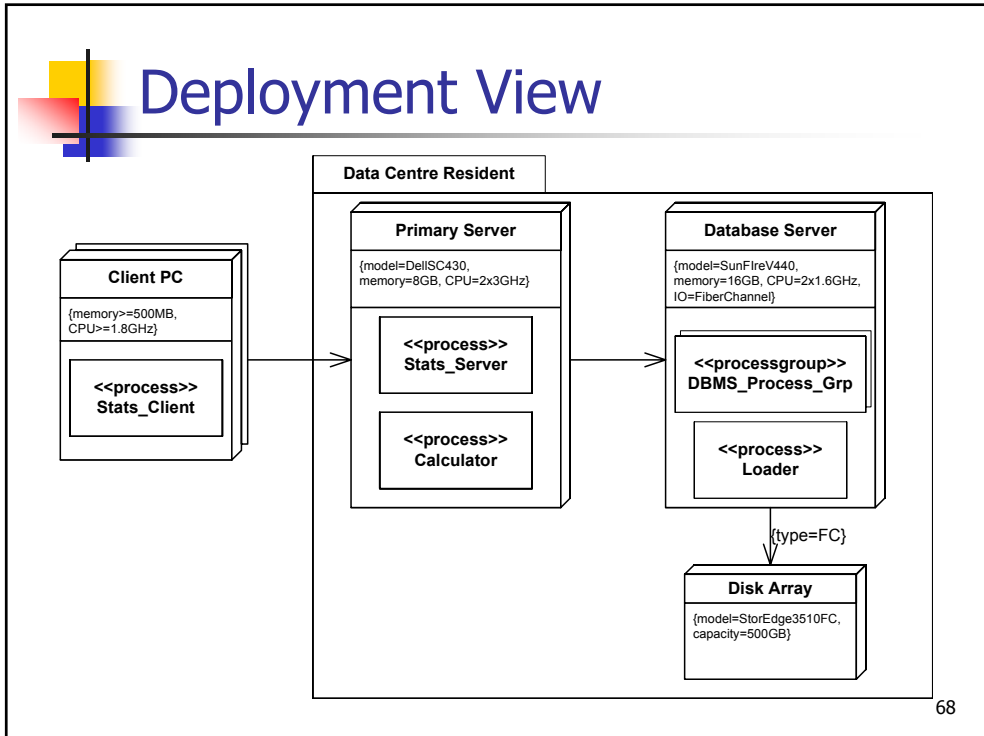 Deployment View
Data Centre Resident
Client PC
{memory>=500MB,
CPU>=1.8GHz}
<<process>>
Stats_Client
Primary Server
{model=DellSC430,
memory=8GB, CPU=2x3GHz}
<<process>>
Stats_Server
<<process>>
Calculator
Database Server
{model=SunFIreV440,
memory=16GB, CPU=2x1.6GHz,
IO=FiberChannel}
<<processgroup>>
DBMS_Process_Grp
<<process>>
Loader
{type=FC}
Disk Array
{model=StorEdge3510FC,
capacity=500GB}
68